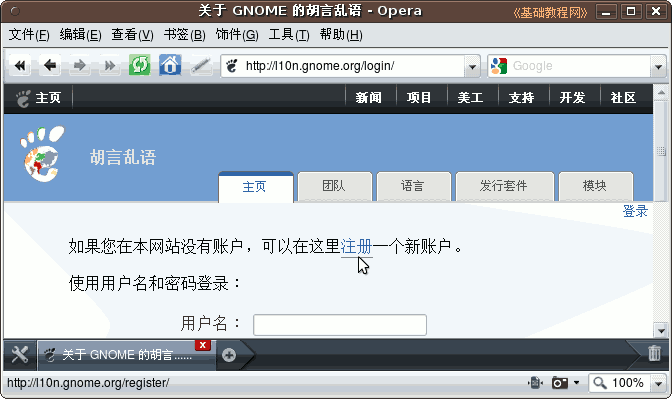 关于 GNOME 的胡言乱语 - Opera
《基础教程网》
文件(F) 编辑(E) 查看(V) 书签(B) 饰件(G) 工具(T) 帮助(H)
http://l10n.gnome.org/login/
Google
主页 新闻 项目 美工 支持 开发 社区
胡言乱语
主页 团队 语言 发行套件 模块
登录
如果您在本网站没有账户，可以在这里注册一个新账户。
使用用户名和密码登录：
用户名：
关于 GNOME 的胡言......
http://l10n.gnome.org/register/
100%